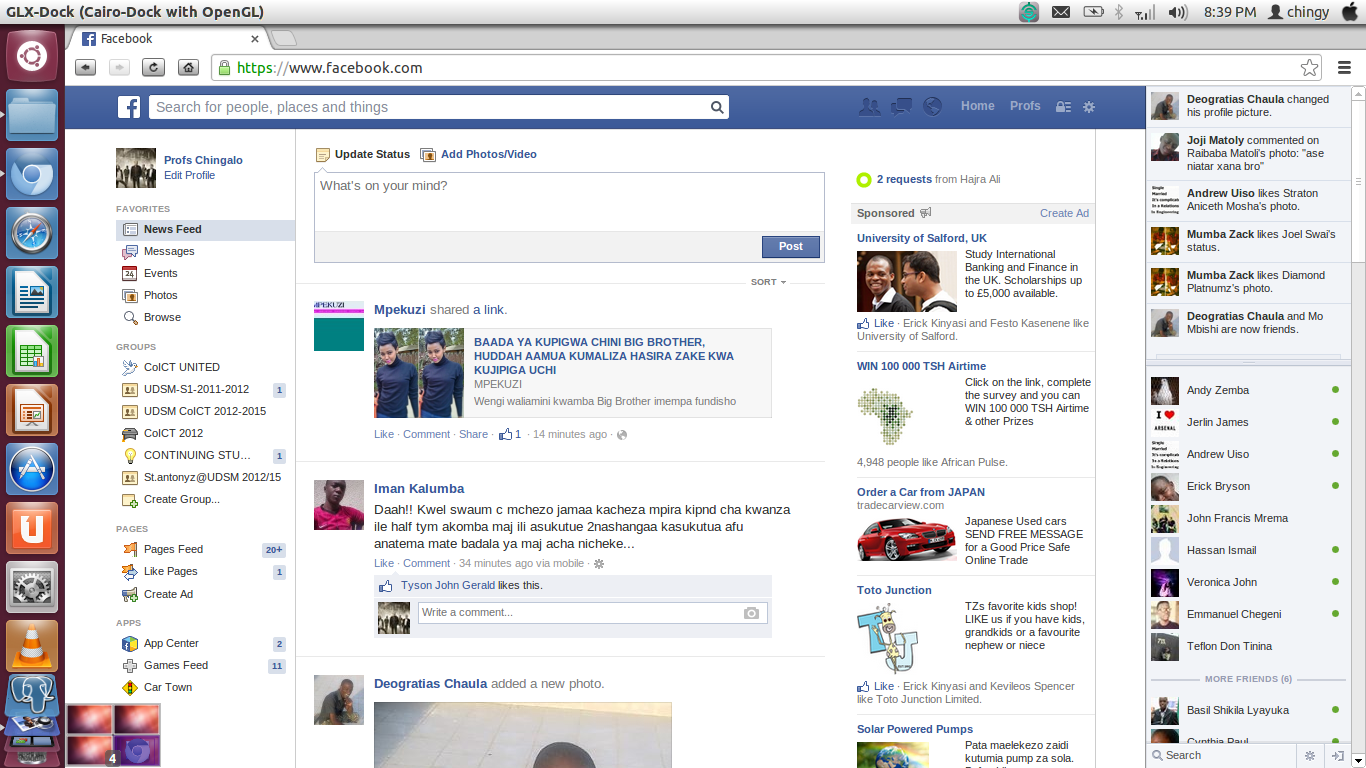 GLX-Dock (Cairo-Dock with OpenGL)
8:39 PM
chingy
Facebook
https://www.facebook.com
Search for people, places and things
Home
Profs
Profs Chingalo
Edit Profile
FAVORITES
News Feed
Messages
24
Events
Photos
Browse
GROUPS
CoICT UNITED
UDSM-S1-2011-2012 1
UDSM CoICT 2012-2015
CoICT 2012
CONTINUING STU... 1
St.antonyz@UDSM 2012/15
Create Group...
PAGES
Pages Feed 20+
Like Pages 1
Create Ad
APPS
App Center 2
Games Feed 11
Car Town
4
Update Status Add Photos/Video
What's on your mind?
Post
SORT
MPEKUZI
Mpekuzi shared a link.
BAADA YA KUPIGWA CHINI BIG BROTHER,
HUDDAH AAMUA KUMALIZA HASIRA ZAKE KWA
KUJIPIGA UCHI
MPEKUZI
Wengi waliamini kwamba Big Brother imempa fundisho
Like · Comment · Share · 1 · 14 minutes ago ·
Iman Kalumba
Daah!! Kwel swaum c mchezo jamaa kacheza mpira kipnd cha kwanza
ile half tym akomba maj ili asukutue 2nashangaa kasukutua afu
anatema mate badala ya maj acha nicheke...
Like · Comment · 34 minutes ago via mobile ·
Tyson John Gerald likes this.
Write a comment...
Deogratias Chaula added a new photo.
2 requests from Hajra Ali
Sponsored Create Ad
University of Salford, UK
Study International
Banking and Finance in
the UK. Scholarships up
to £5,000 available.
Like · Erick Kinyasi and Festo Kasenene like
University of Salford.
WIN 100 000 TSH Airtime
Click on the link, complete
the survey and you can
WIN 100 000 TSH Airtime
& other Prizes
4,948 people like African Pulse.
Order a Car from JAPAN
tradecarview.com
Japanese Used cars
SEND FREE MESSAGE
for a Good Price Safe
Online Trade
Toto Junction
TZs favorite kids shop!
LIKE us if you have kids,
grandkids or a favourite
nephew or niece
Like · Erick Kinyasi and Kevileos Spencer
like Toto Junction Limited.
Solar Powered Pumps
Pata maelekezo zaidi
kutumia pump za sola.
Deogratias Chaula changed
his profile picture.
Joji Matoly commented on
Raibaba Matoli's photo: "ase
niatar xana bro"
Single
Married
It's complicated
In a Relationship
In Engineering
Andrew Uiso likes Straton
Aniceth Mosha's photo.
Mumba Zack likes Joel Swai's
status.
Mumba Zack likes Diamond
Platnumz's photo.
Deogratias Chaula and Mo
Mbishi are now friends.
Andy Zemba
I
ARSENAL
Jerlin James
Andrew Uiso
Erick Bryson
John Francis Mrema
Hassan Ismail
Veronica John
Emmanuel Chegeni
Teflon Don Tinina
MORE FRIENDS (6)
Basil Shikila Lyayuka
Cynthia Paul
Search